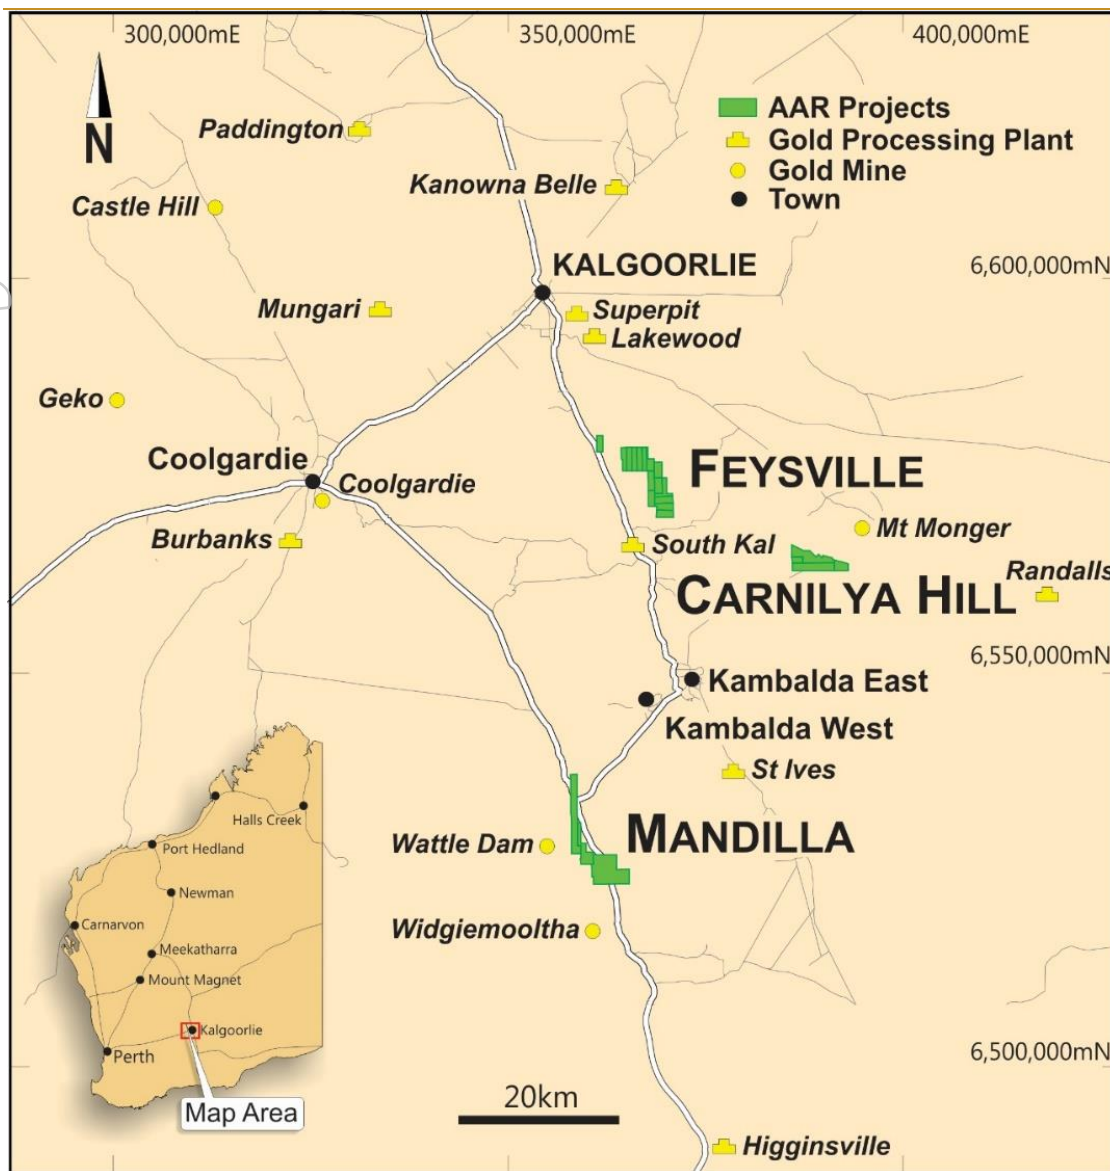 300,000mE
350,000mE
400,000mE
N
AAR Projects
Gold Processing Plant
Gold Mine
Town
Paddington
Kanowna Belle
Castle Hill
KALGOORLIE
6,600,000mN
Mungari
Superpit
Lakewood
Geko
Coolgardie
Coolgardie
FEYSVILLE
Burbanks
South Kal
Mt Monger
Randalls
CARNILYA HILL
6,550,000mN
Kambalda East
Kambalda West
St Ives
Wattle Dam
MANDILLA
Widgiemooltha
Halls Creek
Port Hedland
Newman
Carnarvon
Meekatharra
Mount Magnet
Kalgoorlie
Perth
Map Area
6,500,000mN
20km
Higginsville